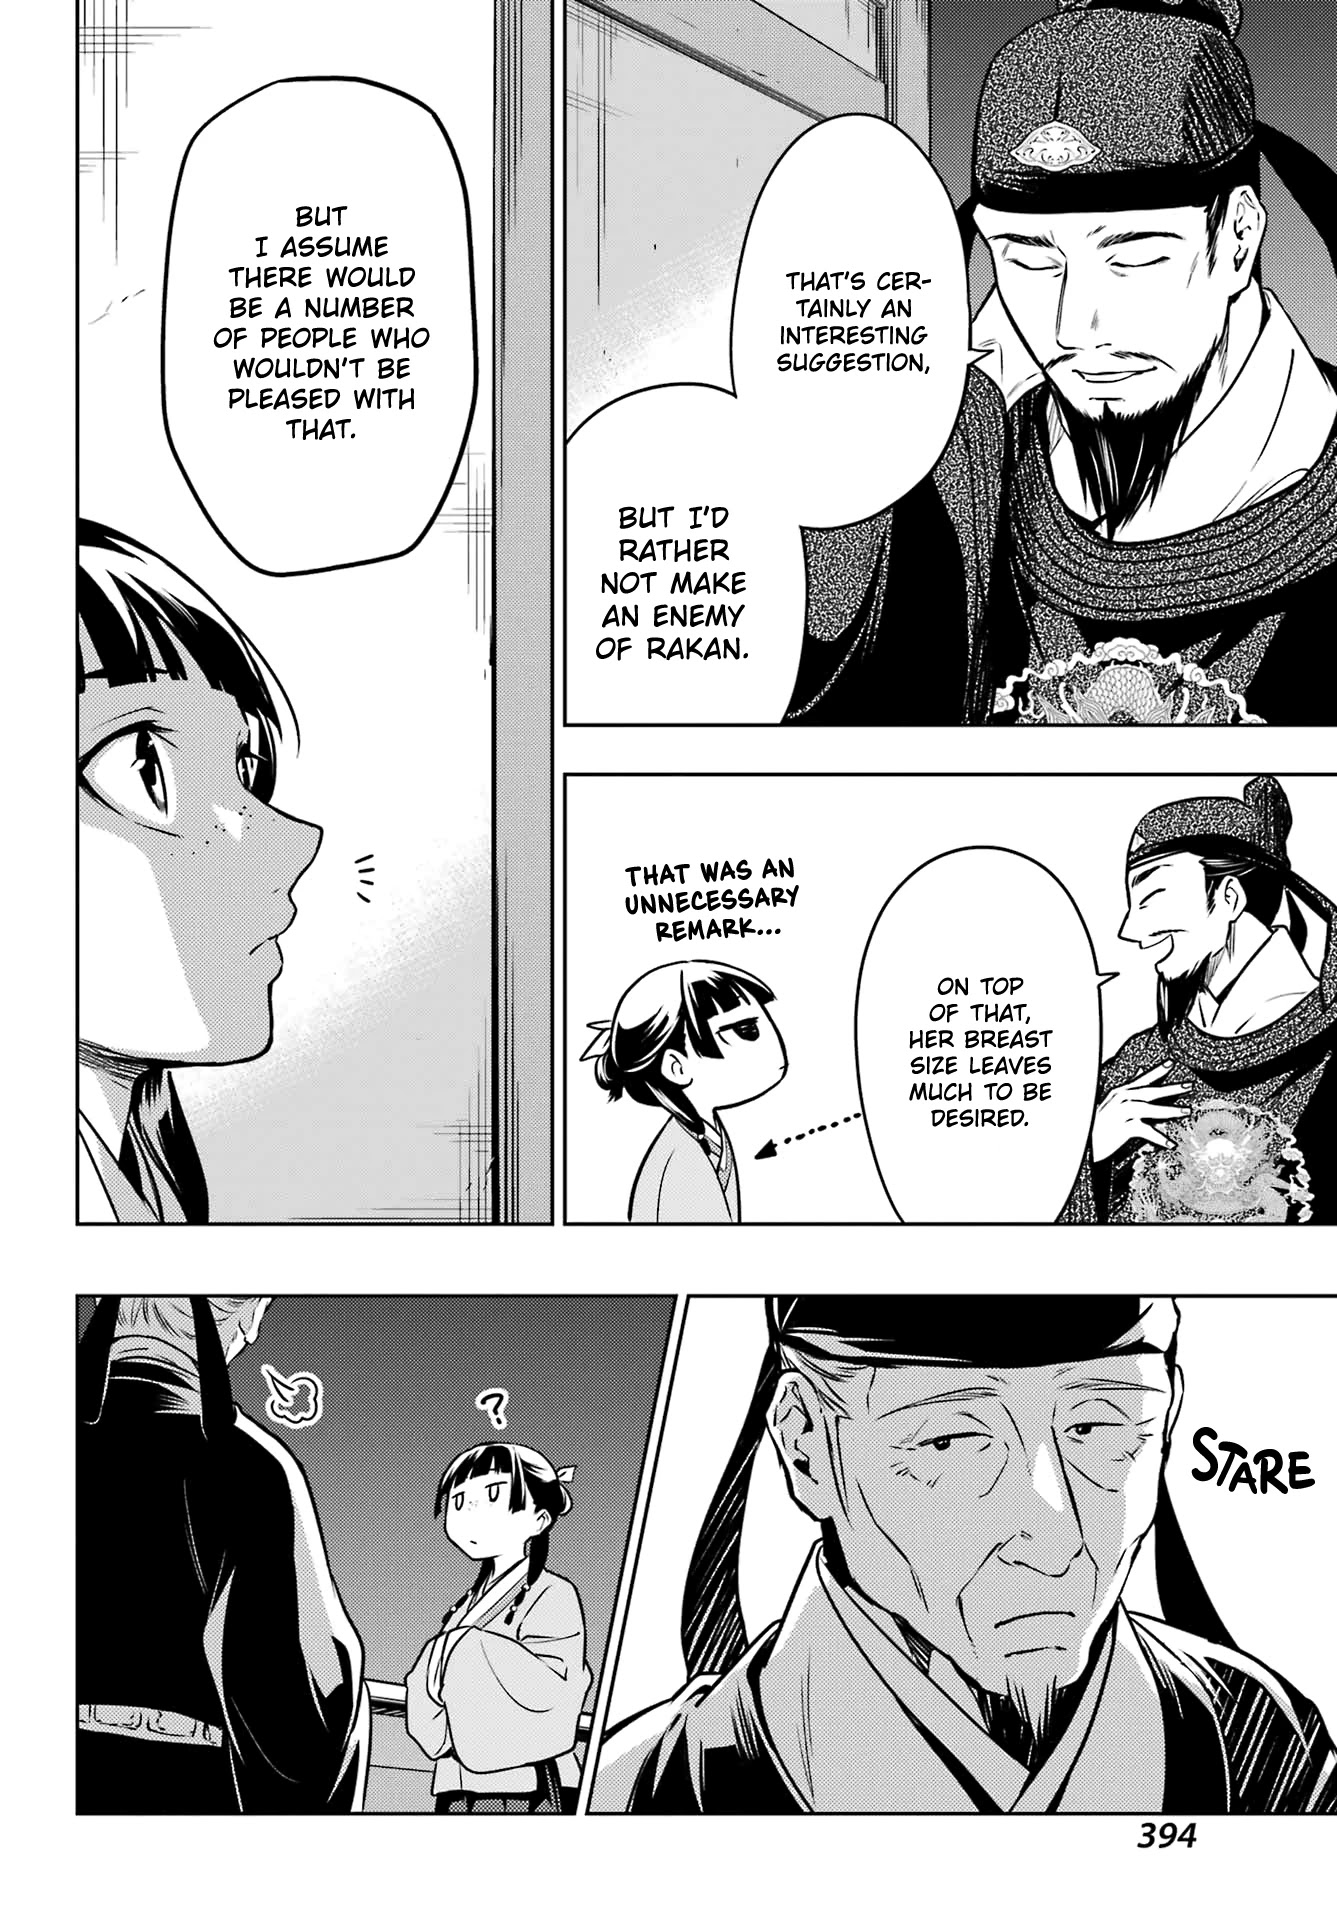 THAT'S CER-
TAINLY AN
INTERESTING
SUGGESTION,
BUT I'D
RATHER
NOT MAKE
AN ENEMY
OF RAKAN.
ON TOP
OF THAT,
HER BREAST
SIZE LEAVES
MUCH TO BE
DESIRED.
THAT WAS AN
UNNECESSARY
REMARK...
BUT
I ASSUME
THERE WOULD
BE A NUMBER
OF PEOPLE WHO
WOULDN'T BE
PLEASED WITH
THAT.
STARE
?
394